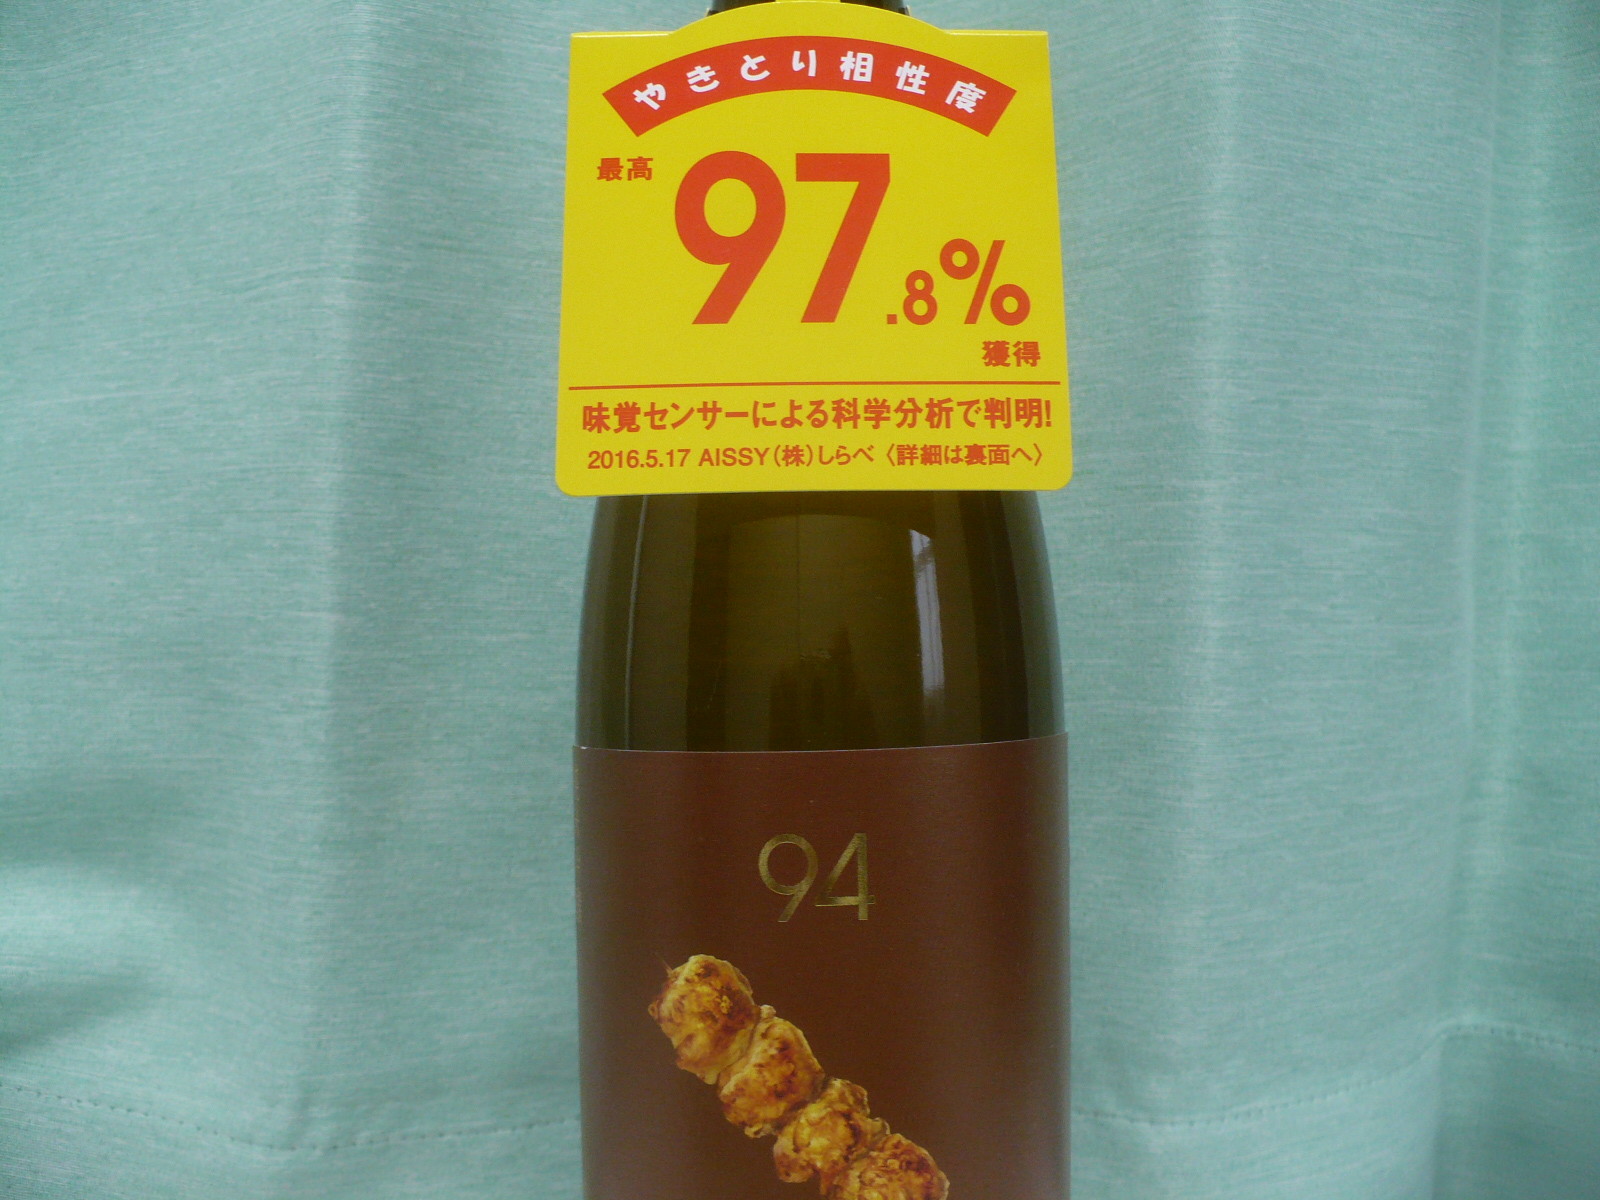 やきとり相性度
最高
97.8%
獲得
味覚センサーによる科学分析で判明!
2016.5.17 AISSY(株)しらべ〈詳細は裏面へ〉
94